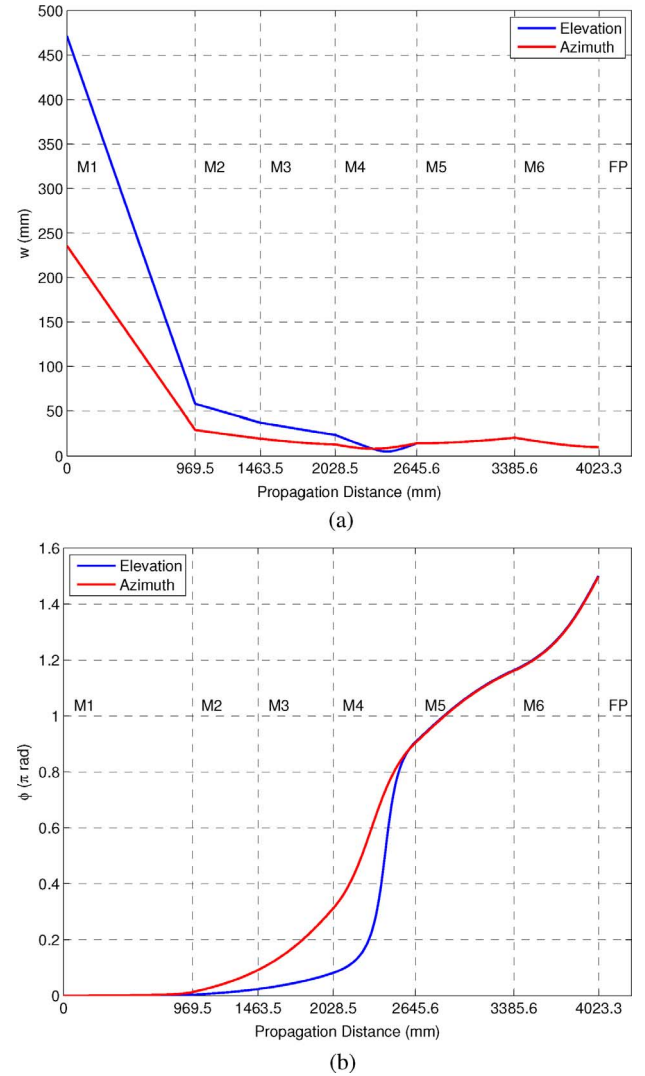 500
450
400
350
300
250
200
150
100
50
0
w (mm)
Elevation
Azimuth
M1 M2 M3 M4 M5 M6 FP
0 969.5 1463.5 2028.5 2645.6 3385.6 4023.3
Propagation Distance (mm)
(a)
1.6
1.4
1.2
1
0.8
0.6
0.4
0.2
0
ϕ (π rad)
Elevation
Azimuth
M1 M2 M3 M4 M5 M6 FP
0 969.5 1463.5 2028.5 2645.6 3385.6 4023.3
Propagation Distance (mm)
(b)